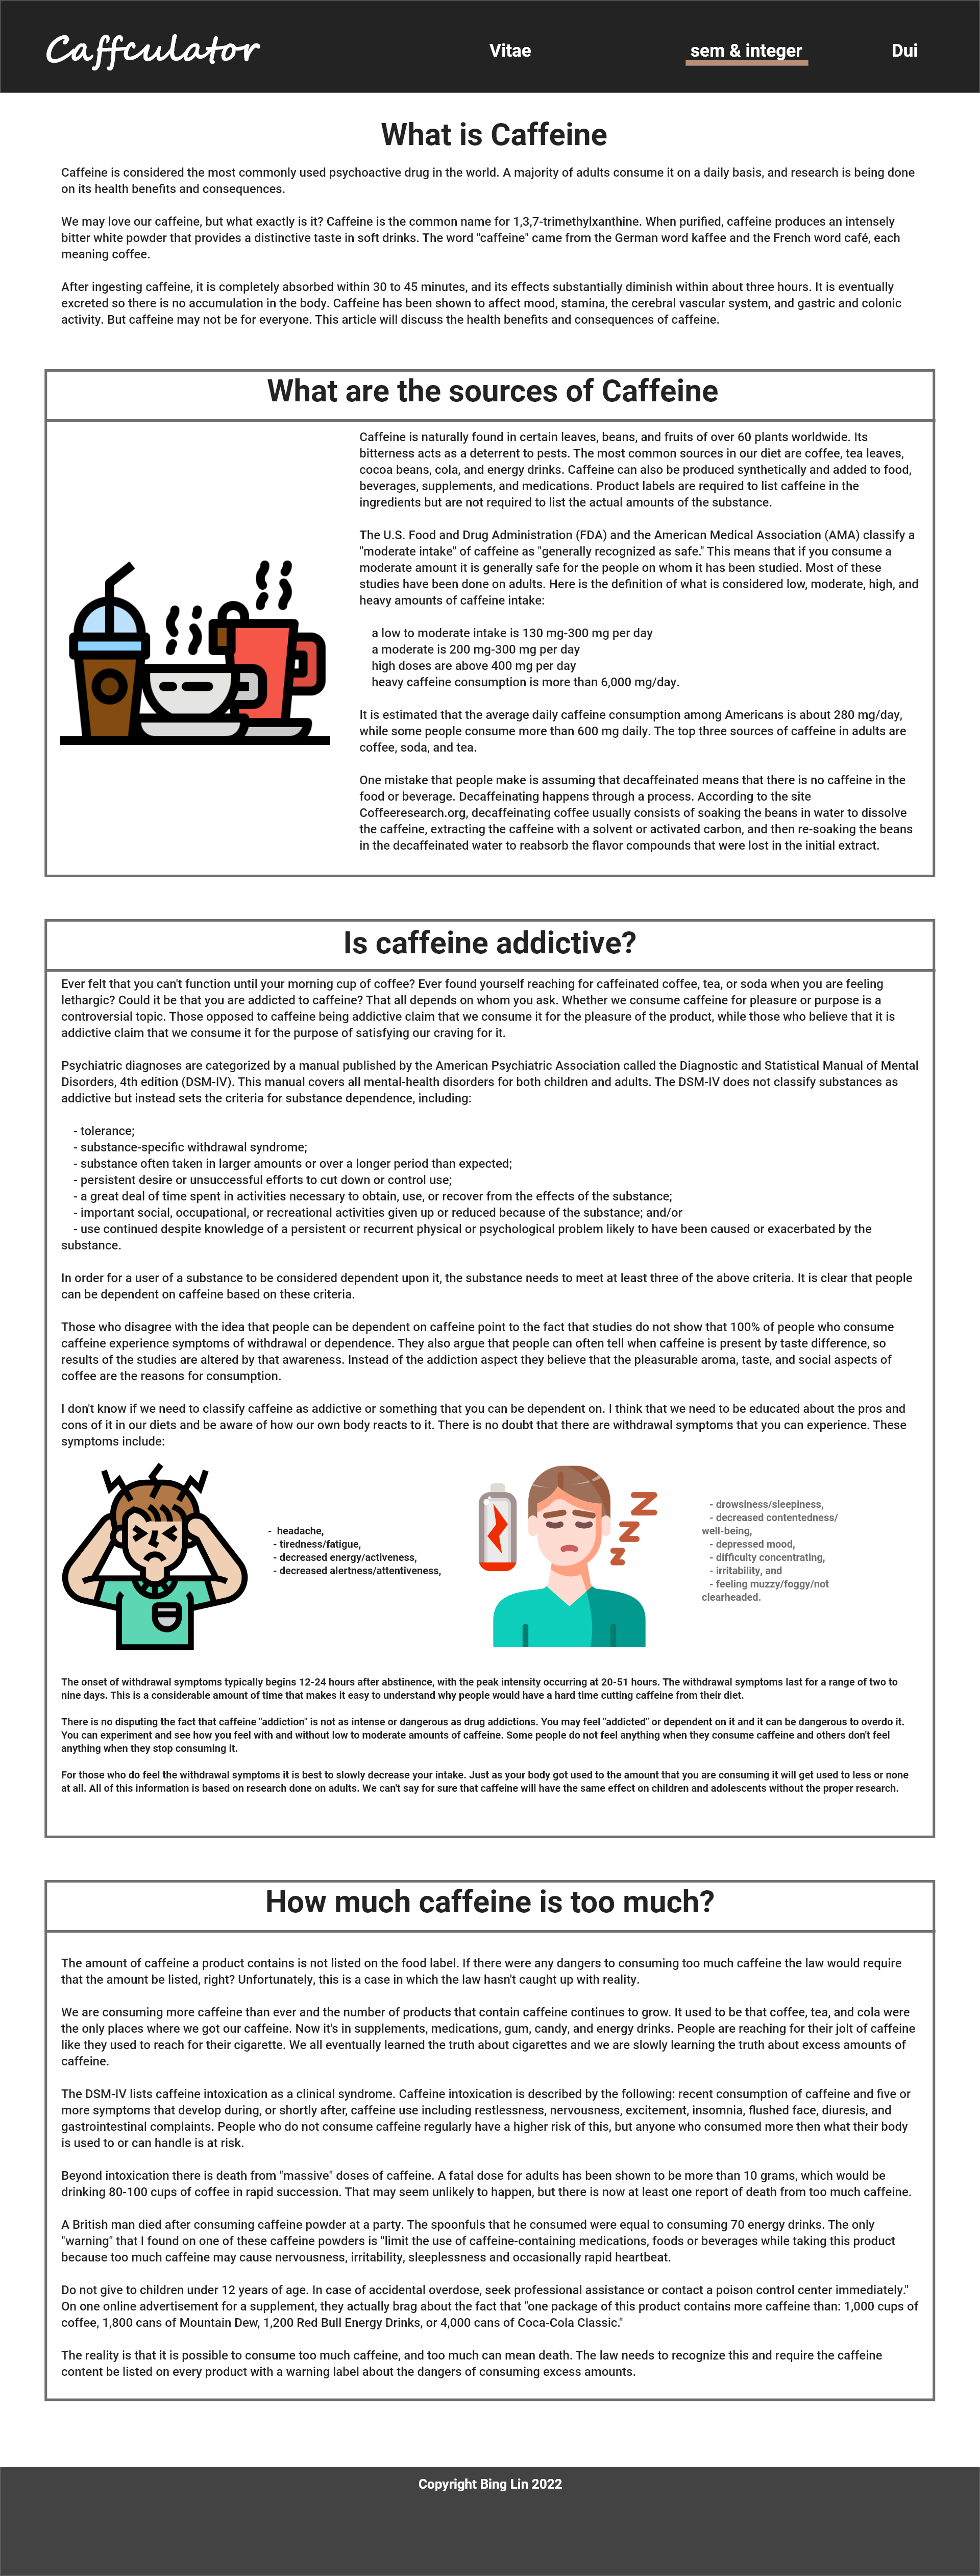 Caffculator
Vitae
sem & integer
Dui
What is Caffeine
Caffeine is considered the most commonly used psychoactive drug in the world. A majority of adults consume it on a daily basis, and research is being done
on its health benefits and consequences.
We may love our caffeine, but what exactly is it? Caffeine is the common name for 1,3,7-trimethylxanthine. When purified, caffeine produces an intensely
bitter white powder that provides a distinctive taste in soft drinks. The word "caffeine" came from the German word kaffee and the French word café, each
meaning coffee.
After ingesting caffeine, it is completely absorbed within 30 to 45 minutes, and its effects substantially diminish within about three hours. It is eventually
excreted so there is no accumulation in the body. Caffeine has been shown to affect mood, stamina, the cerebral vascular system, and gastric and colonic
activity. But caffeine may not be for everyone. This article will discuss the health benefits and consequences of caffeine.
What are the sources of Caffeine
Caffeine is naturally found in certain leaves, beans, and fruits of over 60 plants worldwide. Its
bitterness acts as a deterrent to pests. The most common sources in our diet are coffee, tea leaves,
cocoa beans, cola, and energy drinks. Caffeine can also be produced synthetically and added to food,
beverages, supplements, and medications. Product labels are required to list caffeine in the
ingredients but are not required to list the actual amounts of the substance.
The U.S. Food and Drug Administration (FDA) and the American Medical Association (AMA) classify a
"moderate intake" of caffeine as "generally recognized as safe." This means that if you consume a
moderate amount it is generally safe for the people on whom it has been studied. Most of these
studies have been done on adults. Here is the definition of what is considered low, moderate, high, and
heavy amounts of caffeine intake:
a low to moderate intake is 130 mg-300 mg per day
a moderate is 200 mg-300 mg per day
high doses are above 400 mg per day
heavy caffeine consumption is more than 6,000 mg/day.
It is estimated that the average daily caffeine consumption among Americans is about 280 mg/day,
while some people consume more than 600 mg daily. The top three sources of caffeine in adults are
coffee, soda, and tea.
One mistake that people make is assuming that decaffeinated means that there is no caffeine in the
food or beverage. Decaffeinating happens through a process. According to the site
Coffeeresearch.org, decaffeinating coffee usually consists of soaking the beans in water to dissolve
the caffeine, extracting the caffeine with a solvent or activated carbon, and then re-soaking the beans
in the decaffeinated water to reabsorb the flavor compounds that were lost in the initial extract.
Is caffeine addictive?
Ever felt that you can't function until your morning cup of coffee? Ever found yourself reaching for caffeinated coffee, tea, or soda when you are feeling
lethargic? Could it be that you are addicted to caffeine? That all depends on whom you ask. Whether we consume caffeine for pleasure or purpose is a
controversial topic. Those opposed to caffeine being addictive claim that we consume it for the pleasure of the product, while those who believe that it is
addictive claim that we consume it for the purpose of satisfying our craving for it.
Psychiatric diagnoses are categorized by a manual published by the American Psychiatric Association called the Diagnostic and Statistical Manual of Mental
Disorders, 4th edition (DSM-IV). This manual covers all mental-health disorders for both children and adults. The DSM-IV does not classify substances as
addictive but instead sets the criteria for substance dependence, including:
- tolerance;
- substance-specific withdrawal syndrome;
- substance often taken in larger amounts or over a longer period than expected;
- persistent desire or unsuccessful efforts to cut down or control use;
- a great deal of time spent in activities necessary to obtain, use, or recover from the effects of the substance;
- important social, occupational, or recreational activities given up or reduced because of the substance; and/or
- use continued despite knowledge of a persistent or recurrent physical or psychological problem likely to have been caused or exacerbated by the
substance.
In order for a user of a substance to be considered dependent upon it, the substance needs to meet at least three of the above criteria. It is clear that people
can be dependent on caffeine based on these criteria.
Those who disagree with the idea that people can be dependent on caffeine point to the fact that studies do not show that 100% of people who consume
caffeine experience symptoms of withdrawal or dependence. They also argue that people can often tell when caffeine is present by taste difference, so
results of the studies are altered by that awareness. Instead of the addiction aspect they believe that the pleasurable aroma, taste, and social aspects of
coffee are the reasons for consumption.
I don't know if we need to classify caffeine as addictive or something that you can be dependent on. I think that we need to be educated about the pros and
cons of it in our diets and be aware of how our own body reacts to it. There is no doubt that there are withdrawal symptoms that you can experience. These
symptoms include:
- headache,
- tiredness/fatigue,
- decreased energy/activeness,
- decreased alertness/attentiveness,
- drowsiness/sleepiness,
- decreased contentedness/
well-being,
- depressed mood,
- difficulty concentrating,
- irritability, and
- feeling muzzy/foggy/not
clearheaded.
The onset of withdrawal symptoms typically begins 12-24 hours after abstinence, with the peak intensity occurring at 20-51 hours. The withdrawal symptoms last for a range of two to
nine days. This is a considerable amount of time that makes it easy to understand why people would have a hard time cutting caffeine from their diet.
There is no disputing the fact that caffeine "addiction" is not as intense or dangerous as drug addictions. You may feel "addicted" or dependent on it and it can be dangerous to overdo it.
You can experiment and see how you feel with and without low to moderate amounts of caffeine. Some people do not feel anything when they consume caffeine and others don't feel
anything when they stop consuming it.
For those who do feel the withdrawal symptoms it is best to slowly decrease your intake. Just as your body got used to the amount that you are consuming it will get used to less or none
at all. All of this information is based on research done on adults. We can't say for sure that caffeine will have the same effect on children and adolescents without the proper research.
How much caffeine is too much?
The amount of caffeine a product contains is not listed on the food label. If there were any dangers to consuming too much caffeine the law would require
that the amount be listed, right? Unfortunately, this is a case in which the law hasn't caught up with reality.
We are consuming more caffeine than ever and the number of products that contain caffeine continues to grow. It used to be that coffee, tea, and cola were
the only places where we got our caffeine. Now it's in supplements, medications, gum, candy, and energy drinks. People are reaching for their jolt of caffeine
like they used to reach for their cigarette. We all eventually learned the truth about cigarettes and we are slowly learning the truth about excess amounts of
caffeine.
The DSM-IV lists caffeine intoxication as a clinical syndrome. Caffeine intoxication is described by the following: recent consumption of caffeine and five or
more symptoms that develop during, or shortly after, caffeine use including restlessness, nervousness, excitement, insomnia, flushed face, diuresis, and
gastrointestinal complaints. People who do not consume caffeine regularly have a higher risk of this, but anyone who consumed more then what their body
is used to or can handle is at risk.
Beyond intoxication there is death from "massive" doses of caffeine. A fatal dose for adults has been shown to be more than 10 grams, which would be
drinking 80-100 cups of coffee in rapid succession. That may seem unlikely to happen, but there is now at least one report of death from too much caffeine.
A British man died after consuming caffeine powder at a party. The spoonfuls that he consumed were equal to consuming 70 energy drinks. The only
"warning" that I found on one of these caffeine powders is "limit the use of caffeine-containing medications, foods or beverages while taking this product
because too much caffeine may cause nervousness, irritability, sleeplessness and occasionally rapid heartbeat.
Do not give to children under 12 years of age. In case of accidental overdose, seek professional assistance or contact a poison control center immediately."
On one online advertisement for a supplement, they actually brag about the fact that "one package of this product contains more caffeine than: 1,000 cups of
coffee, 1,800 cans of Mountain Dew, 1,200 Red Bull Energy Drinks, or 4,000 cans of Coca-Cola Classic."
The reality is that it is possible to consume too much caffeine, and too much can mean death. The law needs to recognize this and require the caffeine
content be listed on every product with a warning label about the dangers of consuming excess amounts.
Copyright Bing Lin 2022